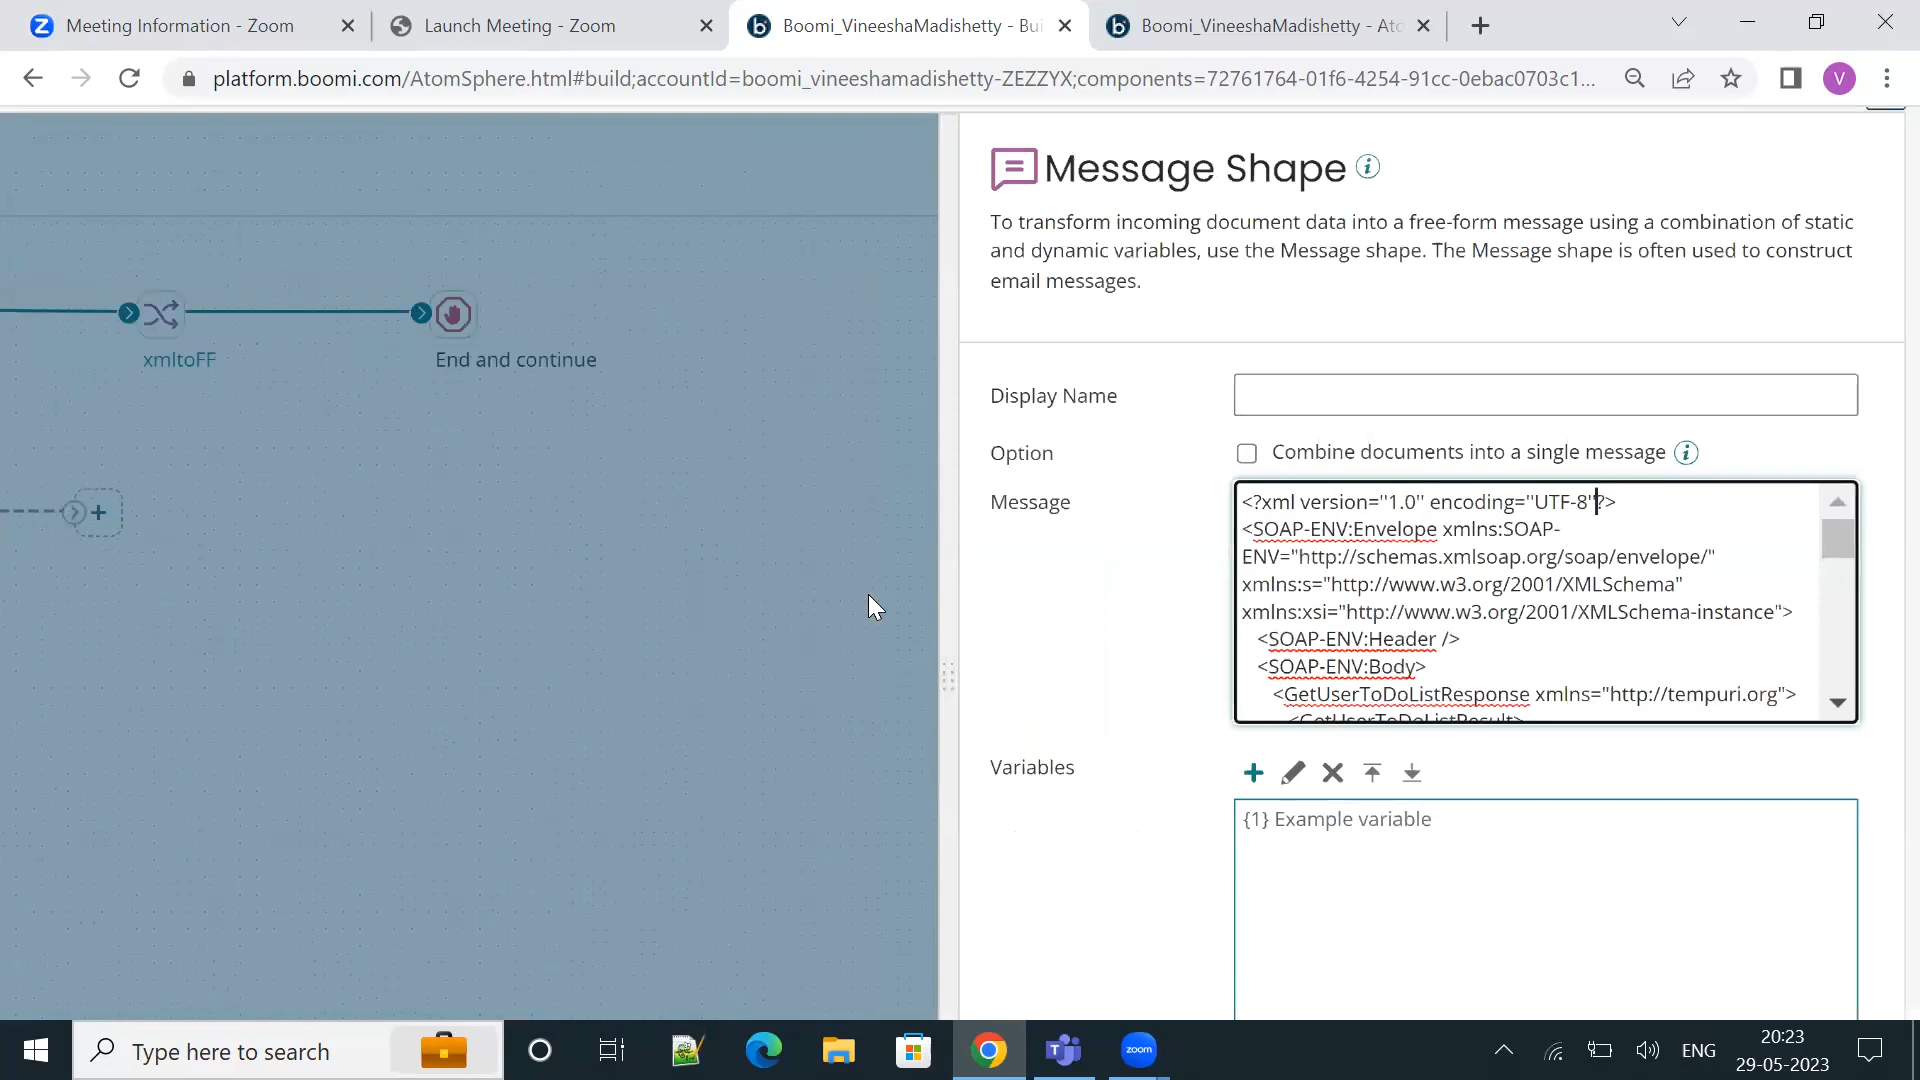 Meeting Information - Zoom
Launch Meeting - Zoom
Boomi_VineeshaMadishetty - Bui
Boomi_VineeshaMadishetty - Ato
platform.boomi.com/AtomSphere.html#build;accountId=boomi_vineeshamadishetty-ZEZZYX;components=72761764-01f6-4254-91cc-0ebac0703c1...
V
Message Shape
To transform incoming document data into a free-form message using a combination of static
and dynamic variables, use the Message shape. The Message shape is often used to construct
email messages.
xmltoFF
End and continue
Display Name
Option
Combine documents into a single message
Message
<?xml version=''1.0'' encoding=''UTF-8''?>
<SOAP-ENV:Envelope xmlns:SOAP-
ENV="http://schemas.xmlsoap.org/soap/envelope/"
xmlns:s="http://www.w3.org/2001/XMLSchema"
xmlns:xsi="http://www.w3.org/2001/XMLSchema-instance">
<SOAP-ENV:Header />
<SOAP-ENV:Body>
<GetUserToDoListResponse xmlns="http://tempuri.org">
<GetUserToDoListResult>
Variables
{1} Example variable
Type here to search
zoom
ENG
20:23
29-05-2023